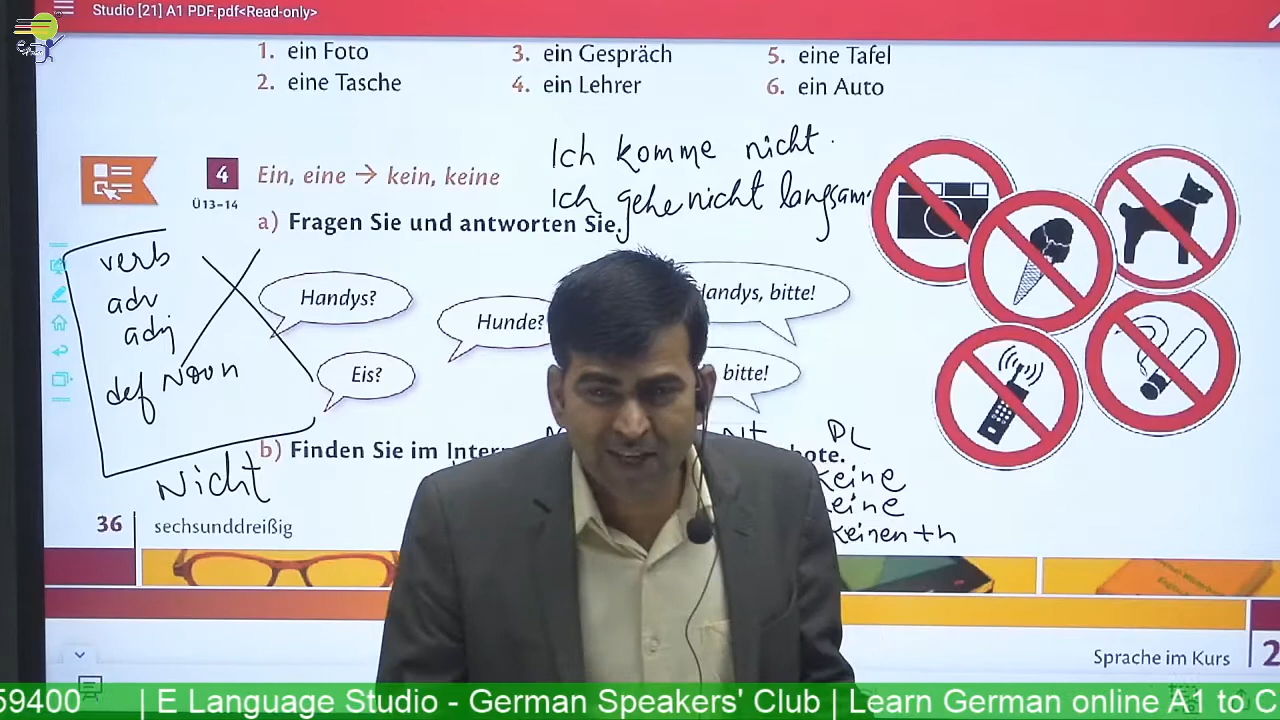 Studio [21] A1 PDF.pdf<Read-only>
1. ein Foto
3. ein Gespräch
5. eine Tafel
2. eine Tasche
4. ein Lehrer
6. ein Auto
Ich komme nicht.
Ich gehe nicht langsam.
4
Ein, eine → kein, keine
Ü13–14
a) Fragen Sie und antworten Sie.
verb
adv
adj
def Noon
Nicht
Handys?
Hunde?
Handys, bitte!
Eis?
bitte!
b) Finden Sie im
PL
keine
keine
keinen+n
36
sechsunddreißig
Sprache im Kurs
2
59400 | E Language Studio - German Speakers' Club | Learn German online A1 to C